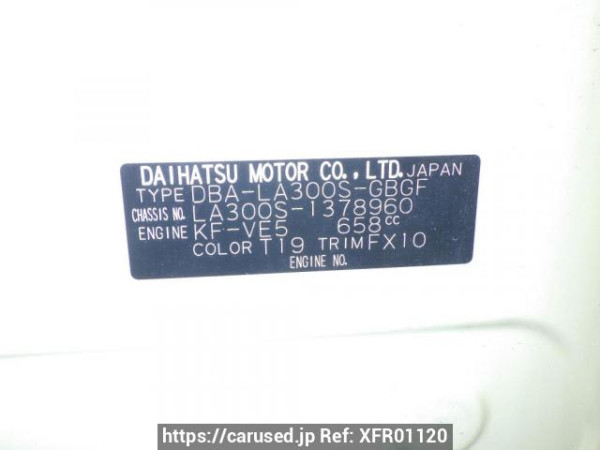 DAIHATSU MOTOR CO., LTD. JAPAN
TYPE DBA-LA300S-GBGF
CHASSIS NO. LA300S-1378960
ENGINE KF-VE5 658cc
COLOR T19 TRIM FX10
ENGINE NO.
https://carused.jp Ref: XFR01120